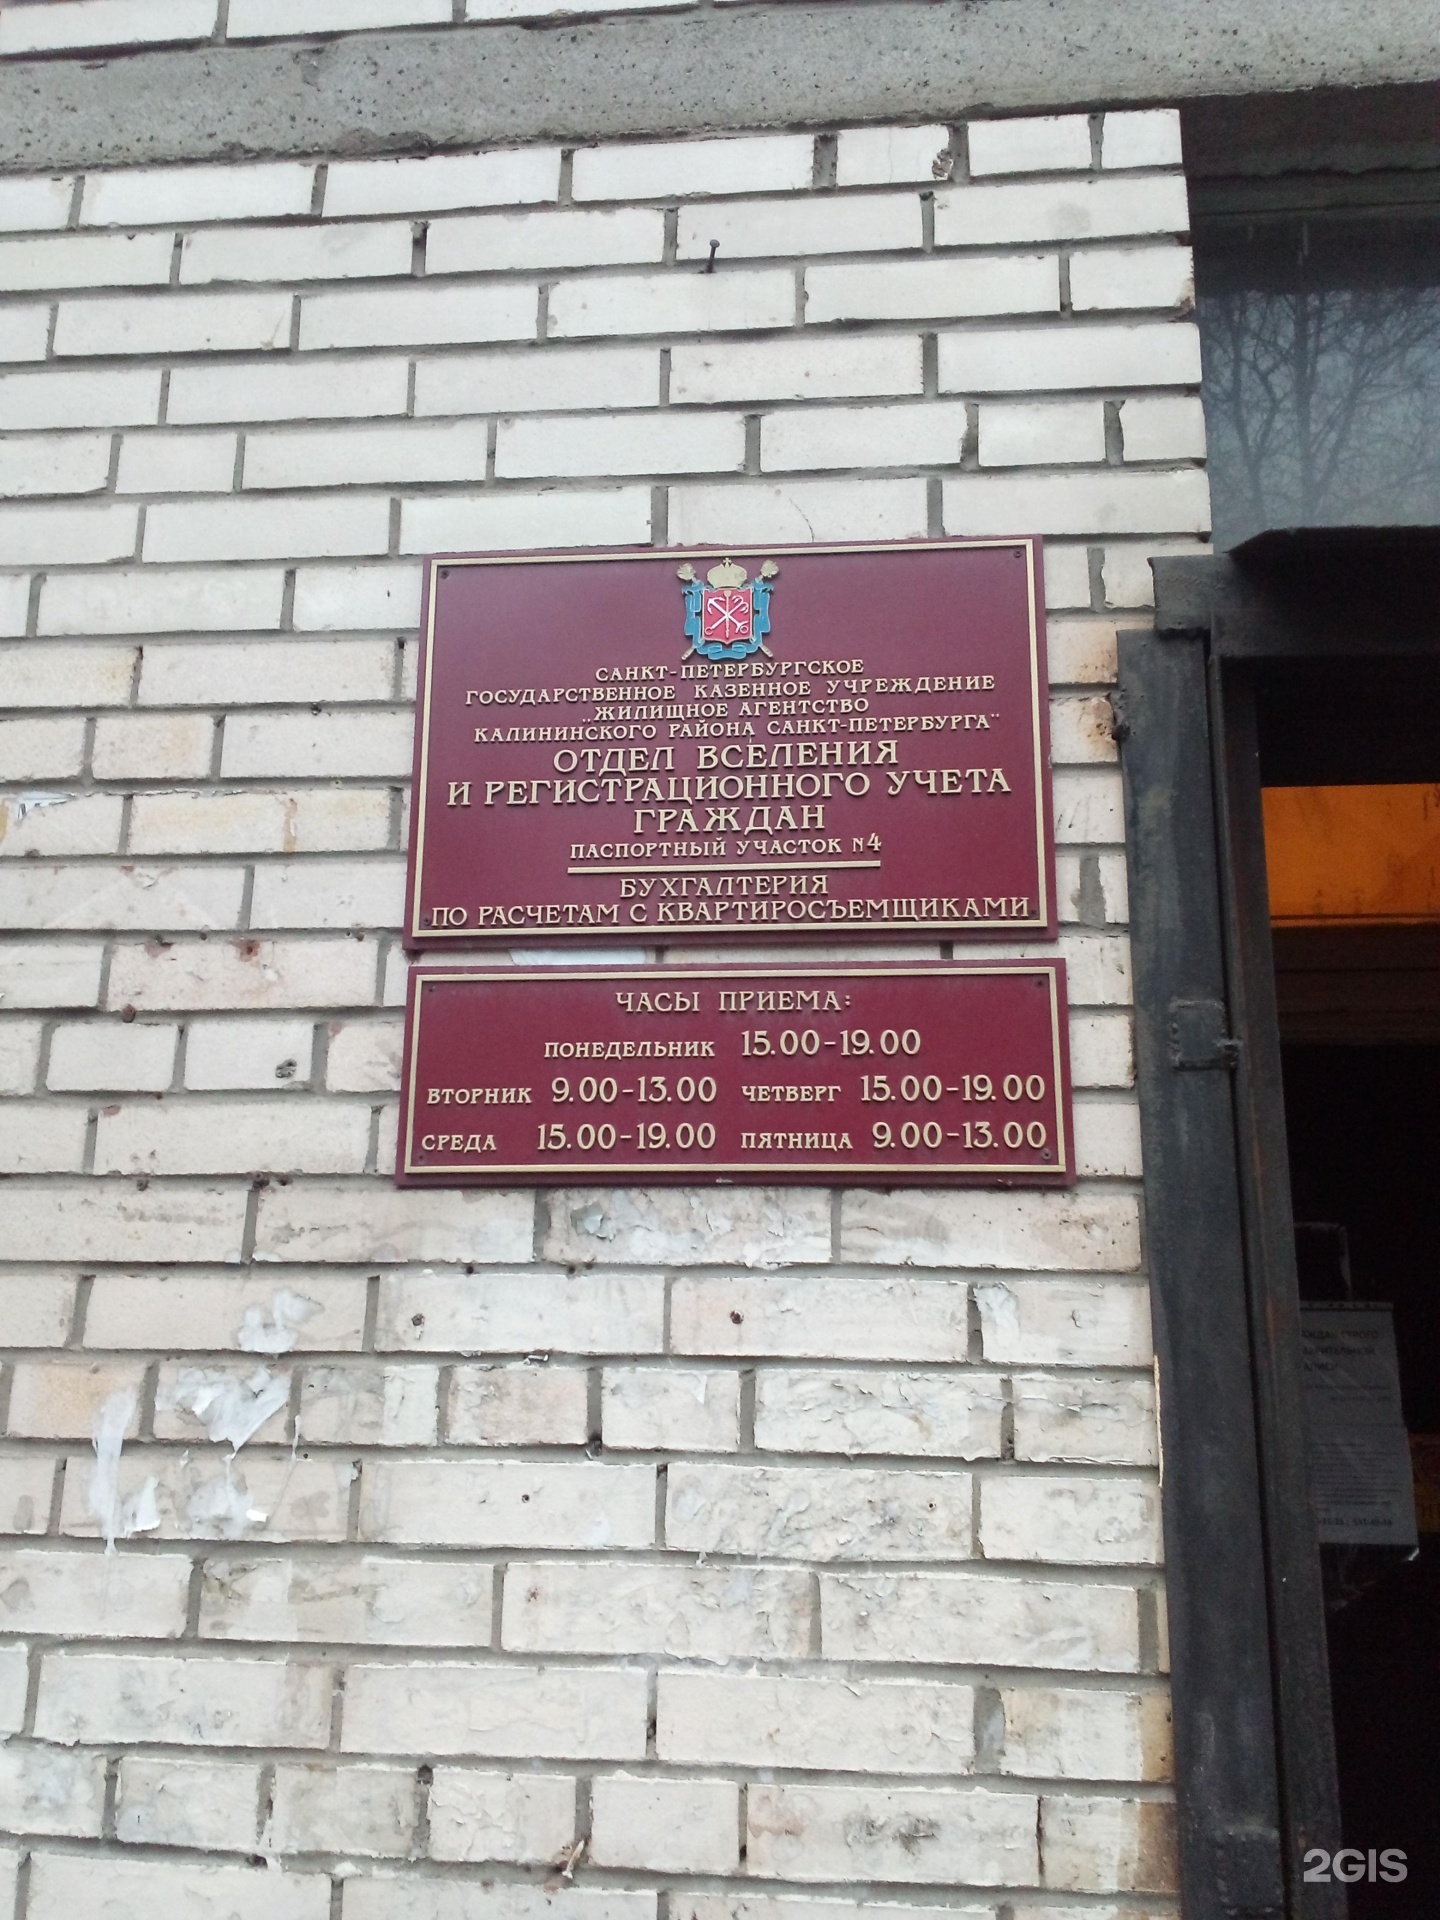 САНКТ-ПЕТЕРБУРГСКОЕ
ГОСУДАРСТВЕННОЕ КАЗЕННОЕ УЧРЕЖДЕНИЕ
„ЖИЛИЩНОЕ АГЕНТСТВО
КАЛИНИНСКОГО РАЙОНА САНКТ-ПЕТЕРБУРГА"
ОТДЕЛ ВСЕЛЕНИЯ
И РЕГИСТРАЦИОННОГО УЧЕТА
ГРАЖДАН
ПАСПОРТНЫЙ УЧАСТОК N4
БУХГАЛТЕРИЯ
ПО РАСЧЕТАМ С КВАРТИРОСЪЕМЩИКАМИ
ЧАСЫ ПРИЕМА:
ПОНЕДЕЛЬНИК 15.00-19.00
ВТОРНИК 9.00-13.00 ЧЕТВЕРГ 15.00-19.00
СРЕДА 15.00-19.00 ПЯТНИЦА 9.00-13.00
2GIS